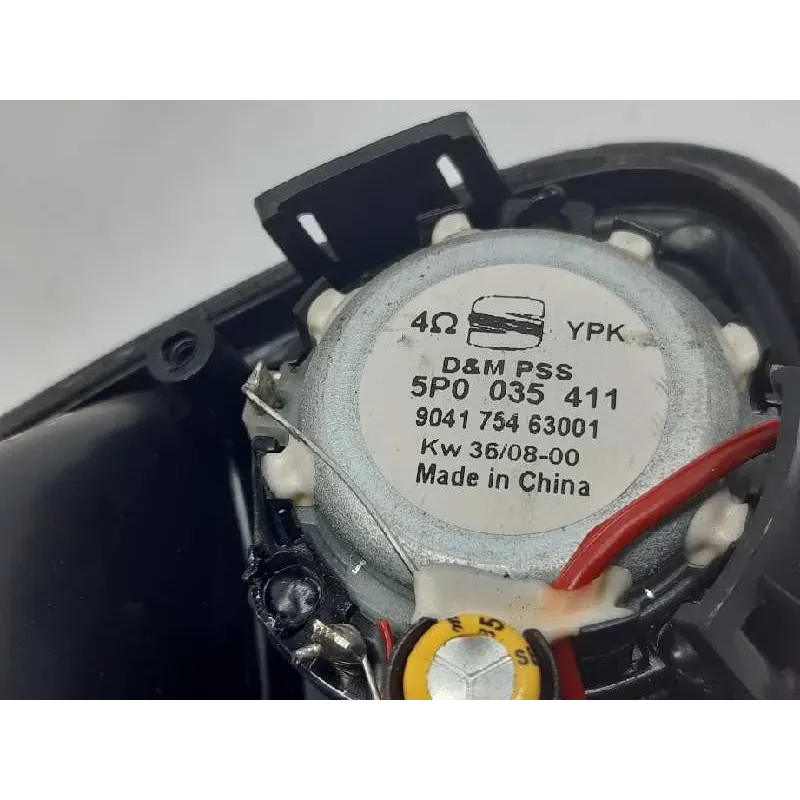 4Ω YPK
D&M PSS
5P0 035 411
9041 754 63001
Kw 36/08-00
Made in China